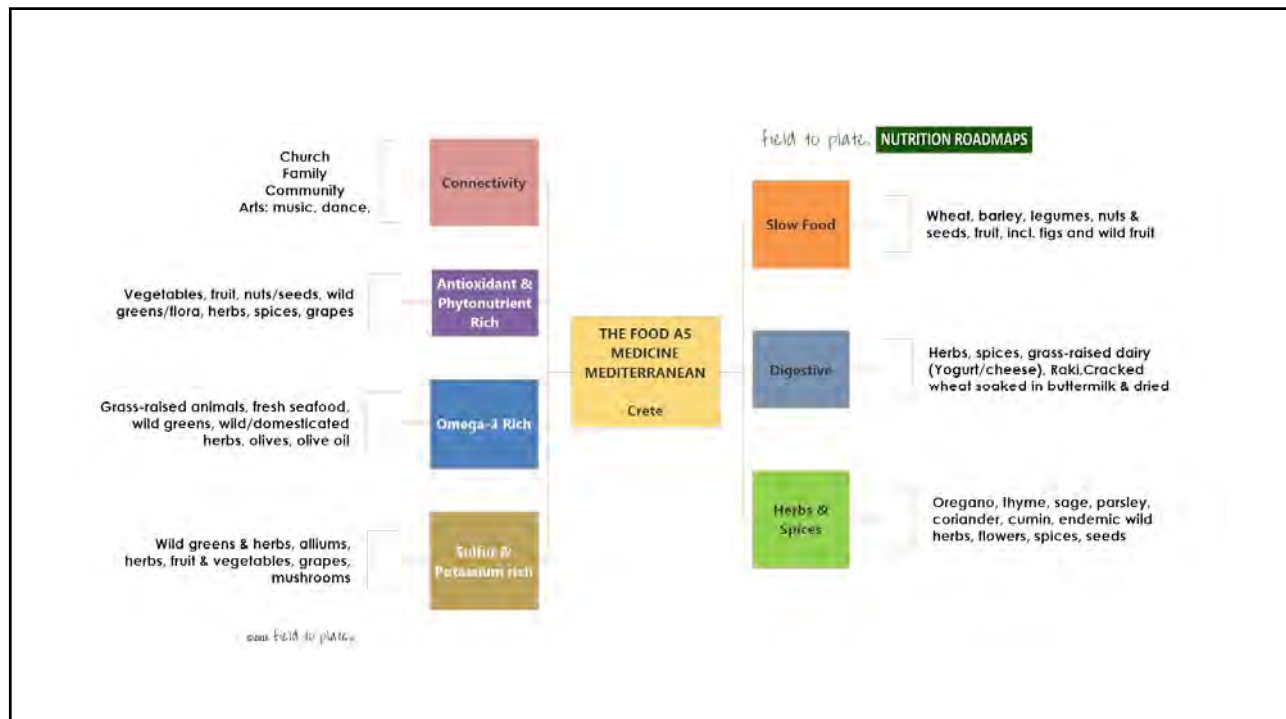 field to plate. NUTRITION ROADMAPS
Church
Family
Community
Arts: music, dance,
Connectivity
Vegetables, fruit, nuts/seeds, wild
greens/flora, herbs, spices, grapes
Antioxidant &
Phytonutrient
Rich
Grass-raised animals, fresh seafood,
wild greens, wild/domesticated
herbs, olives, olive oil
Omega-3 Rich
Wild greens & herbs, alliums,
herbs, fruit & vegetables, grapes,
mushrooms
Sulfur &
Potassium rich
THE FOOD AS
MEDICINE
MEDITERRANEAN
Crete
Slow Food
Wheat, barley, legumes, nuts &
seeds, fruit, incl. figs and wild fruit
Digestive
Herbs, spices, grass-raised dairy
(Yogurt/cheese), Raki,Cracked
wheat soaked in buttermilk & dried
Herbs &
Spices
Oregano, thyme, sage, parsley,
coriander, cumin, endemic wild
herbs, flowers, spices, seeds
field to plate.